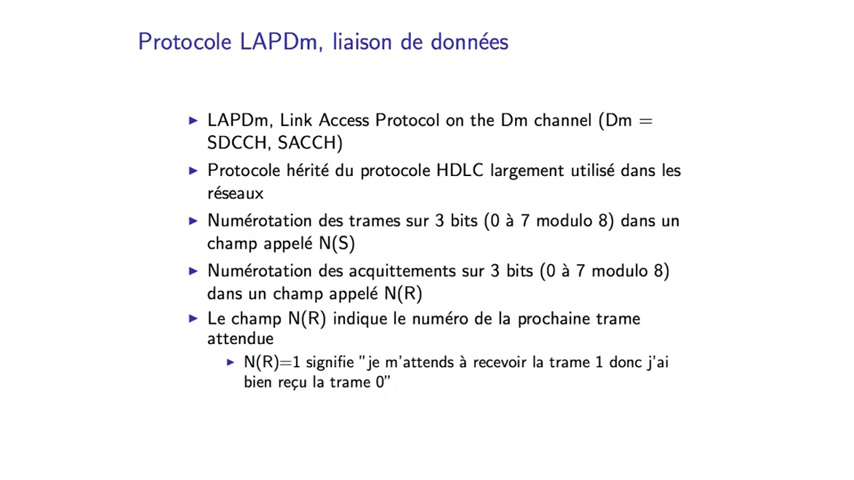 Protocole LAPDm, liaison de données
▶ LAPDm, Link Access Protocol on the Dm channel (Dm =
SDCCH, SACCH)
▶ Protocole hérité du protocole HDLC largement utilisé dans les
réseaux
▶ Numérotation des trames sur 3 bits (0 à 7 modulo 8) dans un
champ appelé N(S)
▶ Numérotation des acquittements sur 3 bits (0 à 7 modulo 8)
dans un champ appelé N(R)
▶ Le champ N(R) indique le numéro de la prochaine trame
attendue
▶ N(R)=1 signifie "je m'attends à recevoir la trame 1 donc j'ai
bien reçu la trame 0"